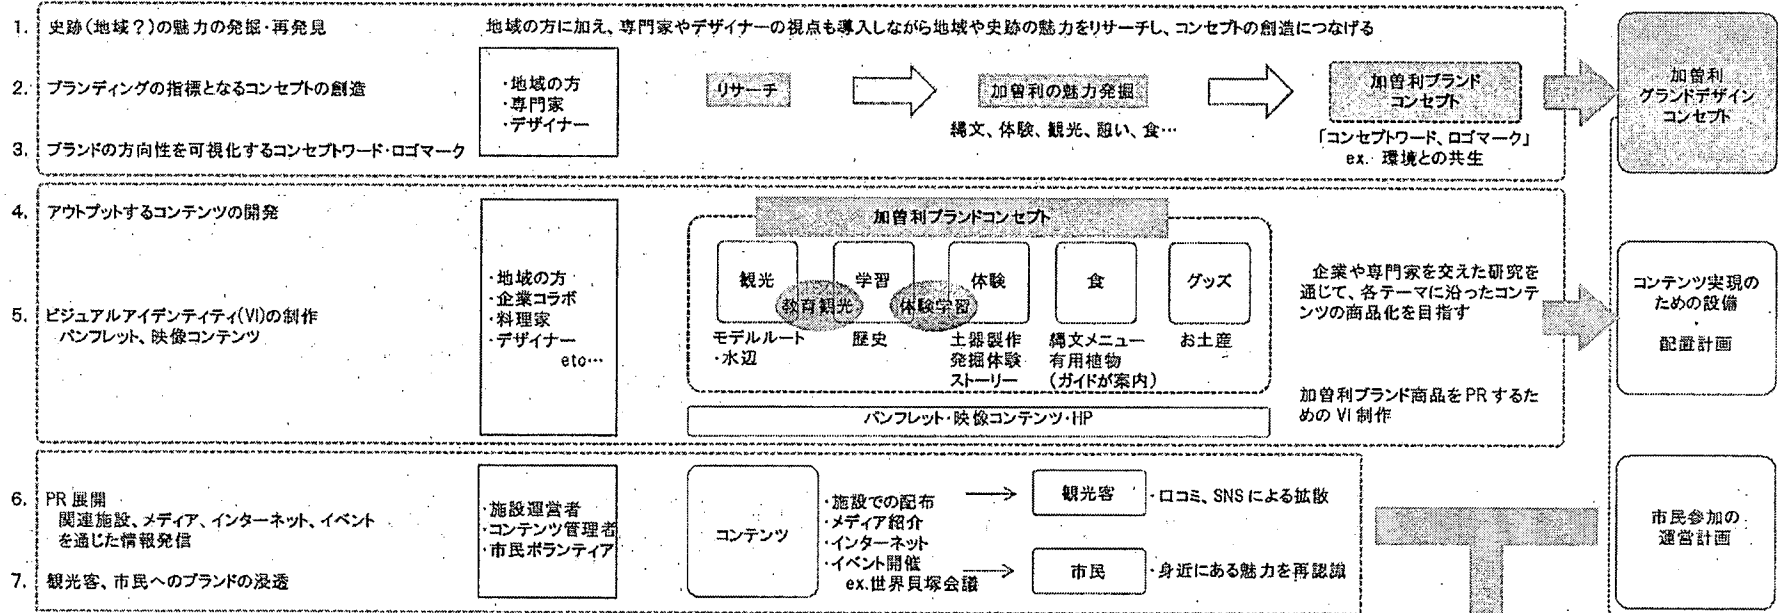 1. 史跡(地域？)の魅力の発掘・再発見
地域の方に加え、専門家やデザイナーの視点も導入しながら地域や史跡の魅力をリサーチし、コンセプトの創造につなげる
2. ブランディングの指標となるコンセプトの創造
3. ブランドの方向性を可視化するコンセプトワード・ロゴマーク
・地域の方
・専門家
・デザイナー
リサーチ
加曽利の魅力発掘
縄文、体験、観光、憩い、食…
加曽利ブランド
コンセプト
「コンセプトワード、ロゴマーク」
ex. 環境との共生
加曽利
グランドデザイン
コンセプト
4. アウトプットするコンテンツの開発
5. ビジュアルアイデンティティ(VI)の制作
パンフレット、映像コンテンツ
・地域の方
・企業コラボ
・料理家
・デザイナー
etc…
加曽利ブランドコンセプト
観光
学習
体験
食
グッズ
教育観光
体験学習
モデルルート
・水辺
歴史
土器製作
発掘体験
ストーリー
縄文メニュー
有用植物
(ガイドが案内)
お土産
パンフレット・映像コンテンツ・HP
企業や専門家を交えた研究を
通じて、各テーマに沿ったコンテ
ンツの商品化を目指す
加曽利ブランド商品をPRするた
めのVI制作
コンテンツ実現の
ための設備
・
配置計画
6. PR展開
関連施設、メディア、インターネット、イベント
を通じた情報発信
7. 観光客、市民へのブランドの浸透
・施設運営者
・コンテンツ管理者
・市民ボランティア
コンテンツ
・施設での配布
・メディア紹介
・インターネット
・イベント開催
ex.世界貝塚会議
観光客
・口コミ、SNSによる拡散
市民
・身近にある魅力を再認識
市民参加の
運営計画